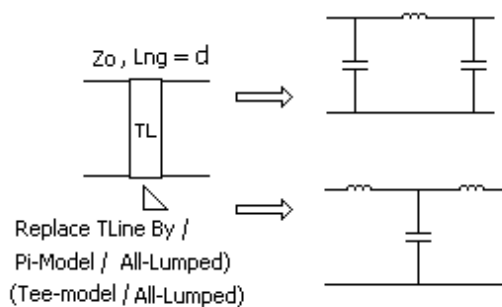 Zo , Lng = d
TL
Replace TLine By /
Pi-Model / All-Lumped)
(Tee-model / All-Lumped)